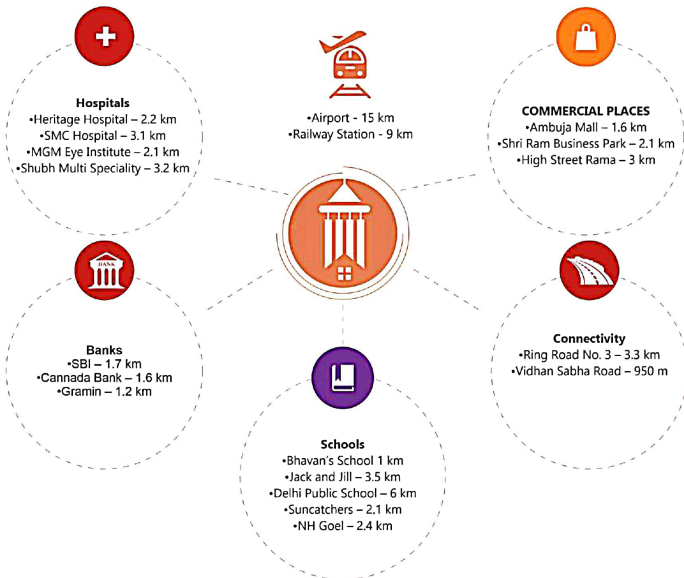 Hospitals
•Heritage Hospital – 2.2 km
•SMC Hospital – 3.1 km
•MGM Eye Institute – 2.1 km
•Shubh Multi Speciality – 3.2 km
•Airport - 15 km
•Railway Station - 9 km
COMMERCIAL PLACES
•Ambuja Mall – 1.6 km
•Shri Ram Business Park – 2.1 km
•High Street Rama – 3 km
BANK
Banks
•SBI – 1.7 km
•Cannada Bank – 1.6 km
•Gramin – 1.2 km
Connectivity
•Ring Road No. 3 – 3.3 km
•Vidhan Sabha Road – 950 m
Schools
•Bhavan's School 1 km
•Jack and Jill – 3.5 km
•Delhi Public School – 6 km
•Suncatchers – 2.1 km
•NH Goel – 2.4 km